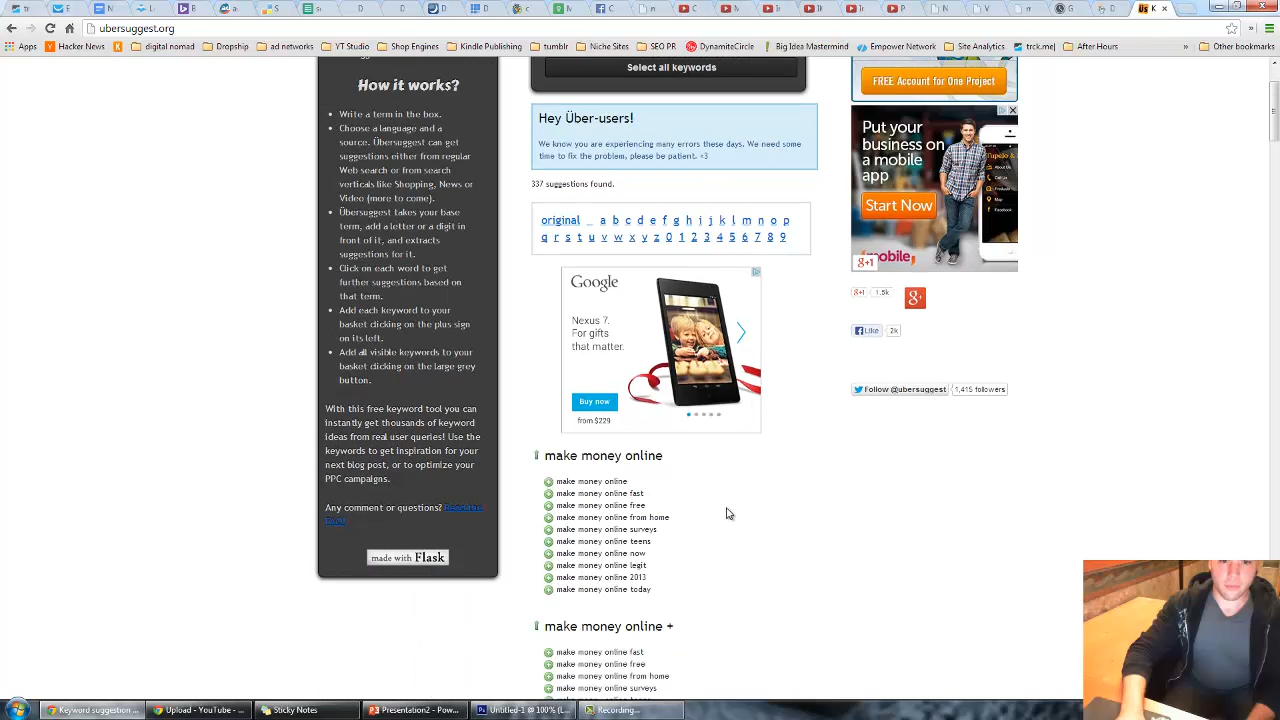 ubersuggest.org
Apps Hacker News digital nomad Dropship ad networks YT Studio Shop Engines Kindle Publishing tumblr Niche Sites SEO PR DynamiteCircle Big Idea Mastermind Empower Network Site Analytics trck.me| After Hours » Other bookmarks
How it works?
Write a term in the box.
Choose a language and a
source. Übersuggest can get
suggestions either from regular
Web search or from search
verticals like Shopping, News or
Video (more to come).
Übersuggest takes your base
term, add a letter or a digit in
front of it, and extracts
suggestions for it.
Click on each word to get
further suggestions based on
that term.
Add each keyword to your
basket clicking on the plus sign
on its left.
Add all visible keywords to your
basket clicking on the large grey
button.
With this free keyword tool you can
instantly get thousands of keyword
ideas from real user queries! Use the
keywords to get inspiration for your
next blog post, or to optimize your
PPC campaigns.
Any comment or questions?
made with Flask
Select all keywords
Hey Über-users!
We know you are experiencing many errors these days. We need some
time to fix the problem, please be patient. <3
337 suggestions found.
original _ a b c d e f g h i j k l m n o p
q r s t u v w x y z 0 1 2 3 4 5 6 7 8 9
Google
Nexus 7.
For gifts
that matter.
Buy now
from $229
make money online
make money online
make money online fast
make money online free
make money online from home
make money online surveys
make money online teens
make money online now
make money online legit
make money online 2013
make money online today
make money online +
make money online fast
make money online free
make money online from home
make money online surveys
FREE Account for One Project
Put your
business on
a mobile
app
Start Now
About Us
Call Us
Products
Map
Facebook
mobile
g+1
g+1 1.5k g+
Like 2k
Follow @ubersuggest 1,415 followers
Keyword suggestion ... Upload - YouTube - ... Sticky Notes Presentation2 - Pow... Untitled-1 @ 100% (L... Recording...